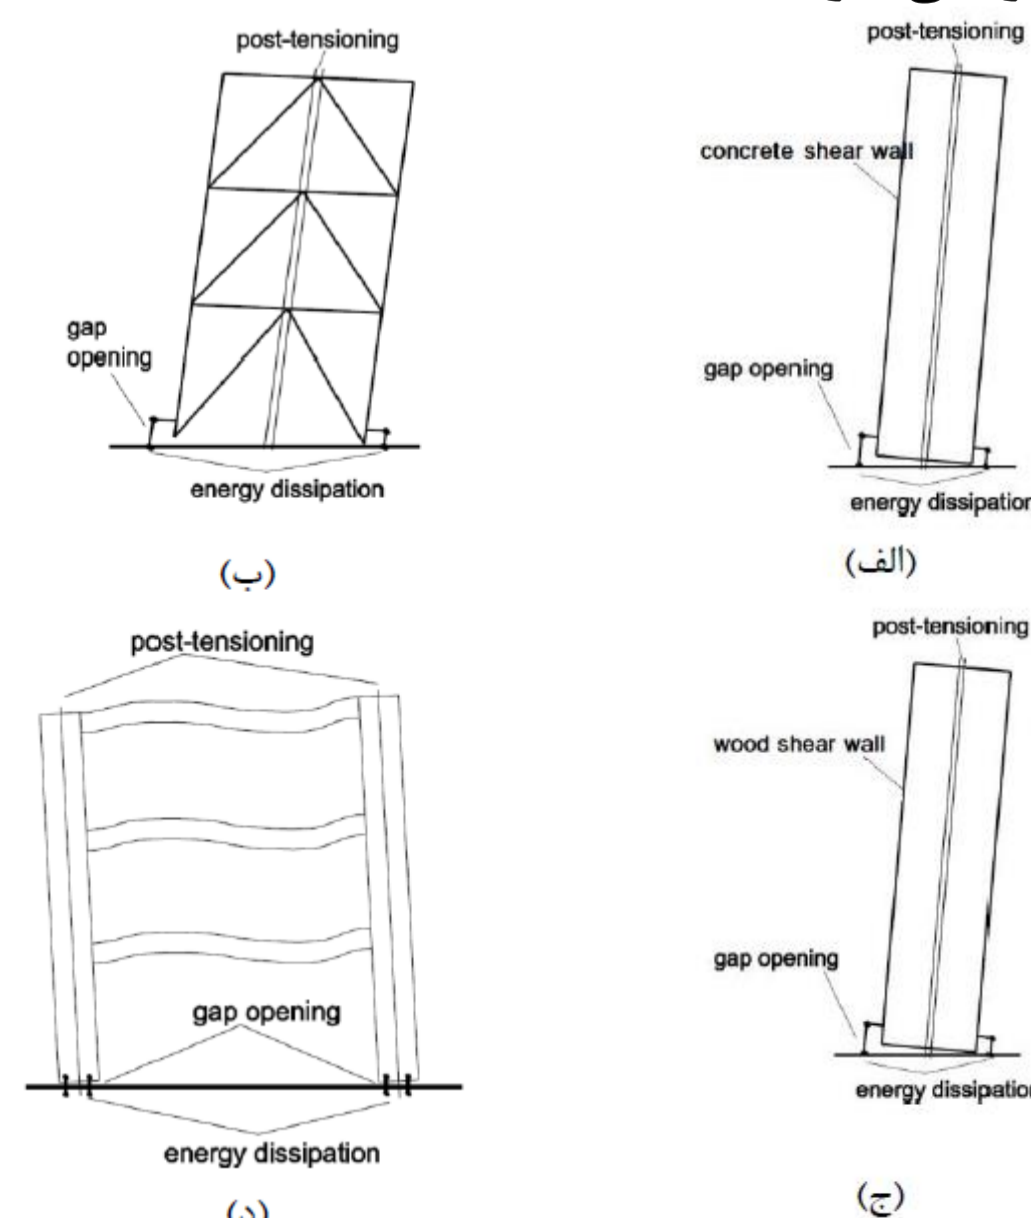 post-tensioning
concrete shear wall
gap opening
energy dissipation
(الف)
post-tensioning
gap
opening
energy dissipation
(ب)
post-tensioning
wood shear wall
gap opening
energy dissipatio
(ج)
post-tensioning
gap opening
energy dissipation
(د)